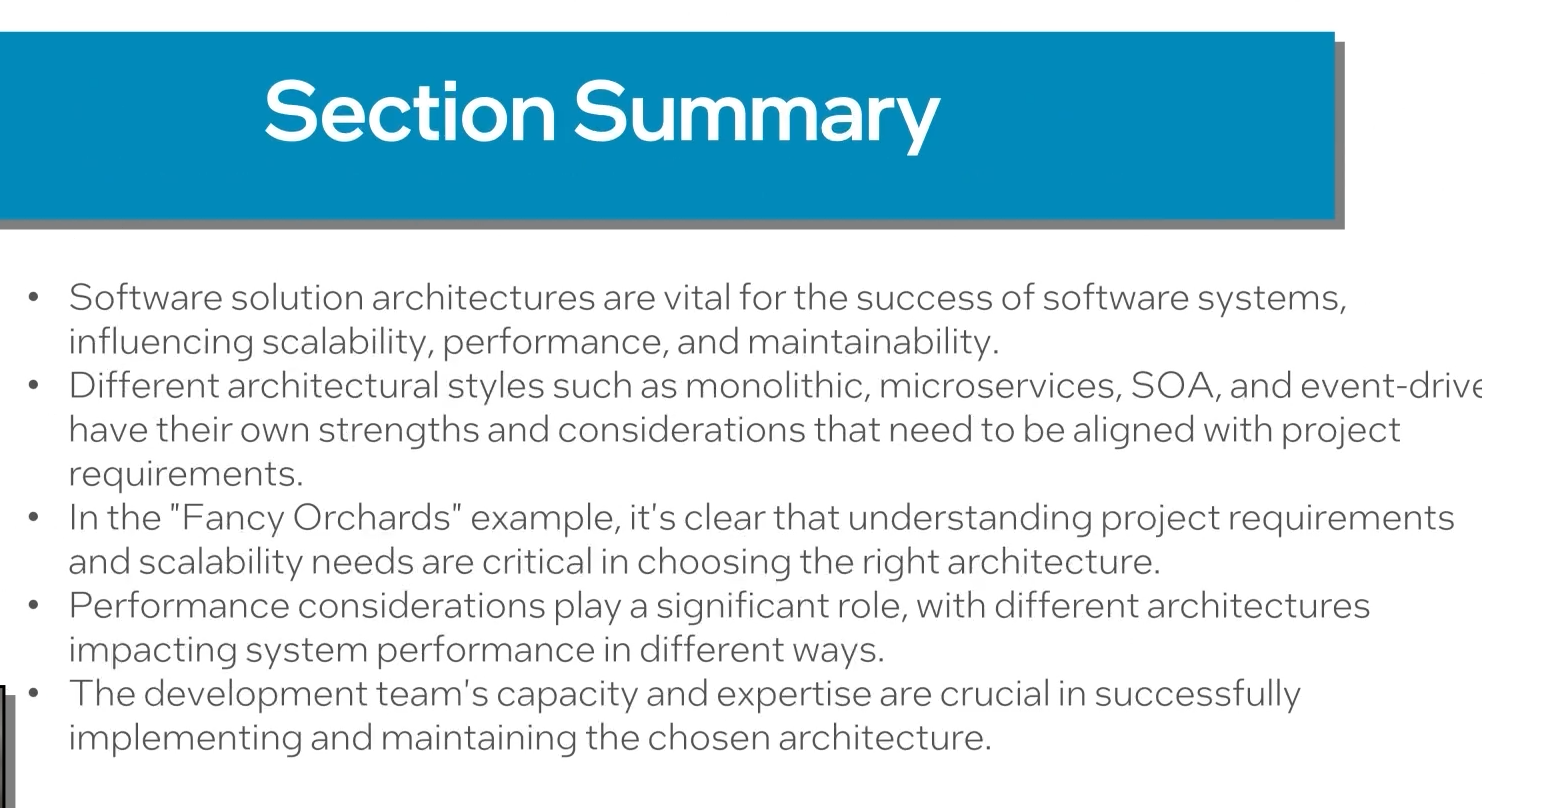 Section Summary
• Software solution architectures are vital for the success of software systems,
influencing scalability, performance, and maintainability.
• Different architectural styles such as monolithic, microservices, SOA, and event-drive
have their own strengths and considerations that need to be aligned with project
requirements.
• In the "Fancy Orchards" example, it's clear that understanding project requirements
and scalability needs are critical in choosing the right architecture.
• Performance considerations play a significant role, with different architectures
impacting system performance in different ways.
• The development team's capacity and expertise are crucial in successfully
implementing and maintaining the chosen architecture.